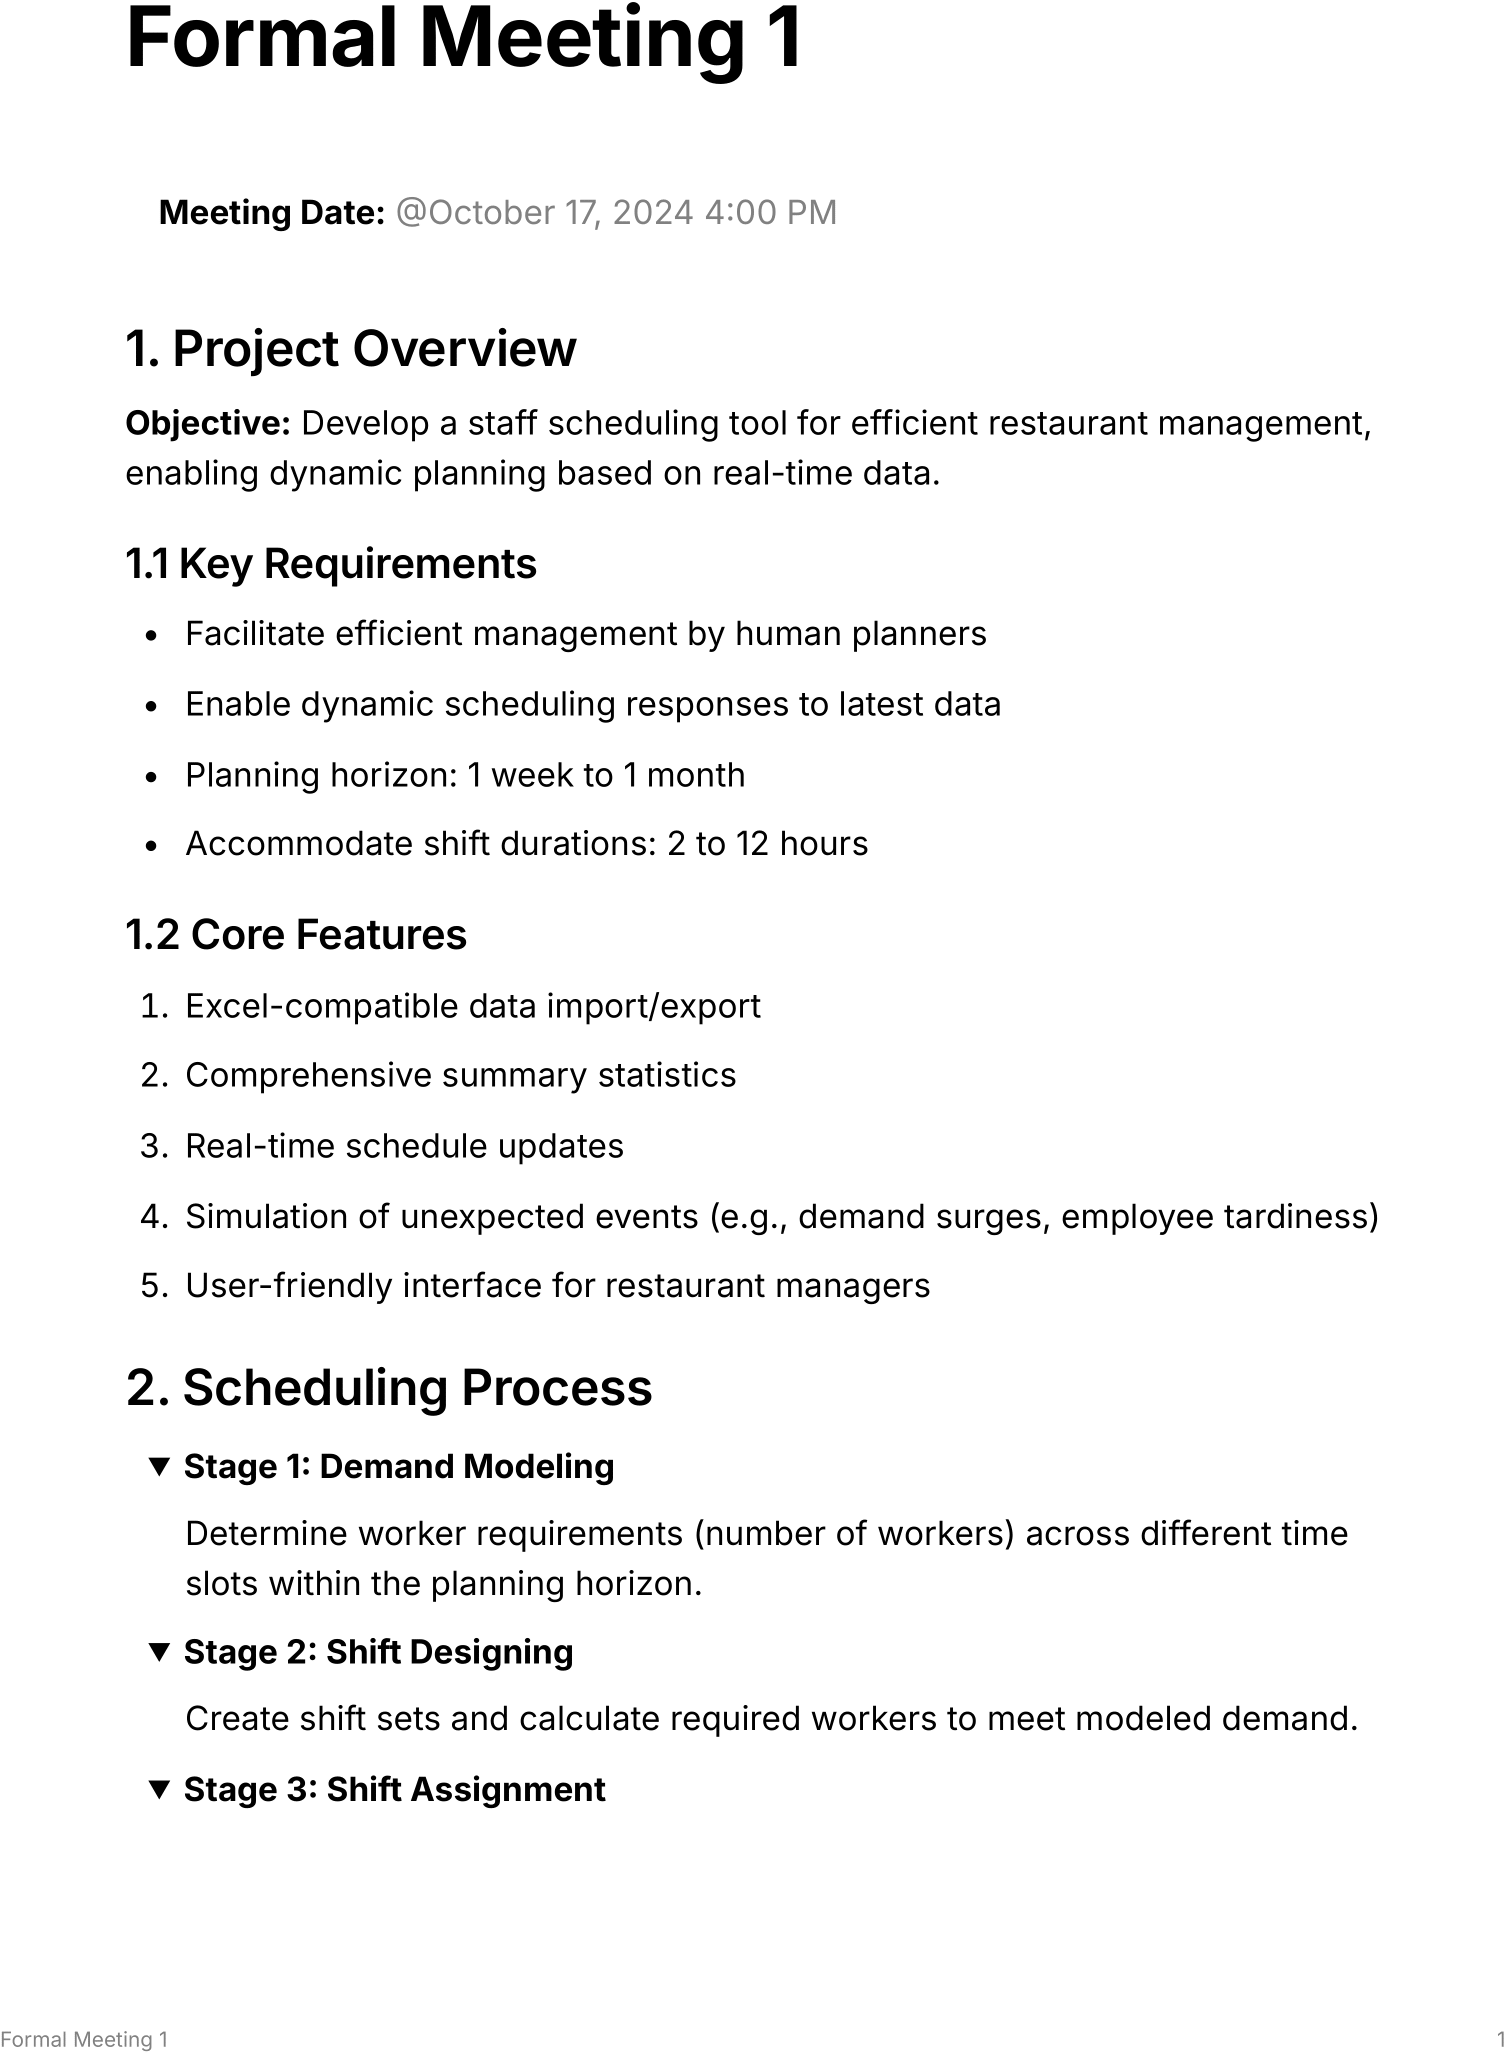 Formal Meeting 1
Meeting Date: @October 17, 2024 4:00 PM
1. Project Overview
Objective: Develop a staff scheduling tool for efficient restaurant management,
enabling dynamic planning based on real-time data.
1.1 Key Requirements
• Facilitate efficient management by human planners
• Enable dynamic scheduling responses to latest data
• Planning horizon: 1 week to 1 month
• Accommodate shift durations: 2 to 12 hours
1.2 Core Features
1. Excel-compatible data import/export
2. Comprehensive summary statistics
3. Real-time schedule updates
4. Simulation of unexpected events (e.g., demand surges, employee tardiness)
5. User-friendly interface for restaurant managers
2. Scheduling Process
▼ Stage 1: Demand Modeling
Determine worker requirements (number of workers) across different time
slots within the planning horizon.
▼ Stage 2: Shift Designing
Create shift sets and calculate required workers to meet modeled demand.
▼ Stage 3: Shift Assignment
Formal Meeting 1 1